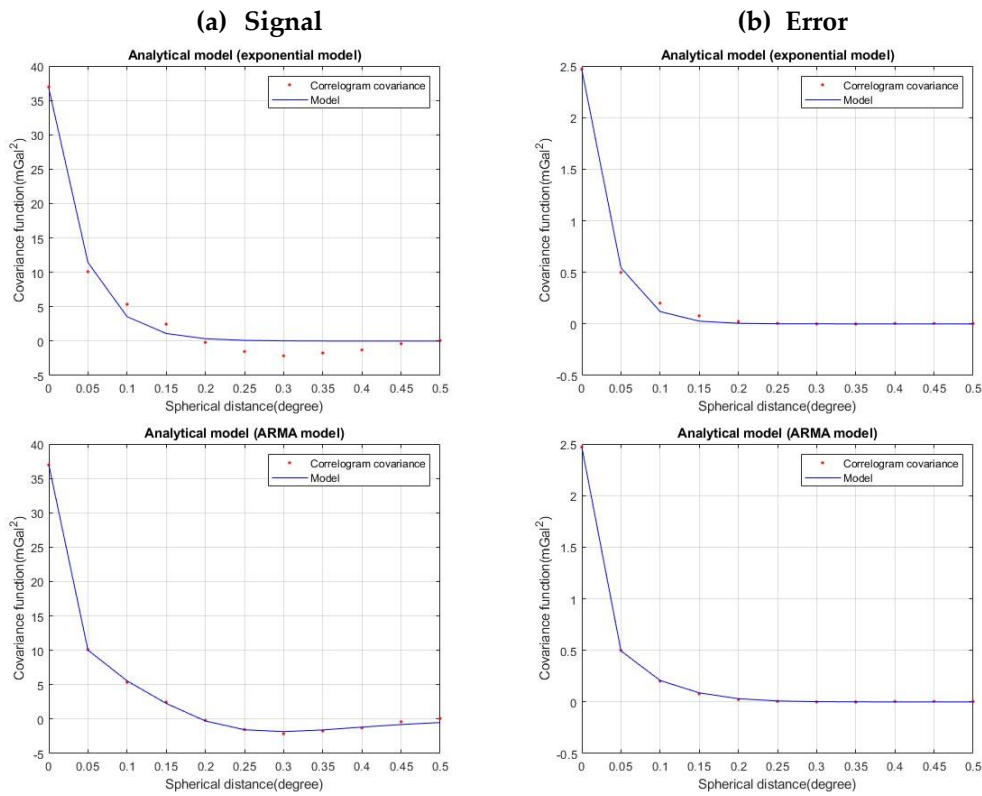 (a) Signal
(b) Error
Analytical model (exponential model)
Correlogram covariance
Model
Covariance function(mGal²)
40
35
30
25
20
15
10
5
0
-5
0 0.05 0.1 0.15 0.2 0.25 0.3 0.35 0.4 0.45 0.5
Spherical distance(degree)
Analytical model (exponential model)
Correlogram covariance
Model
Covariance function(mGal²)
2.5
2
1.5
1
0.5
0
-0.5
0 0.05 0.1 0.15 0.2 0.25 0.3 0.35 0.4 0.45 0.5
Spherical distance(degree)
Analytical model (ARMA model)
Correlogram covariance
Model
Covariance function(mGal²)
40
35
30
25
20
15
10
5
0
-5
0 0.05 0.1 0.15 0.2 0.25 0.3 0.35 0.4 0.45 0.5
Spherical distance(degree)
Analytical model (ARMA model)
Correlogram covariance
Model
Covariance function(mGal²)
2.5
2
1.5
1
0.5
0
-0.5
0 0.05 0.1 0.15 0.2 0.25 0.3 0.35 0.4 0.45 0.5
Spherical distance(degree)